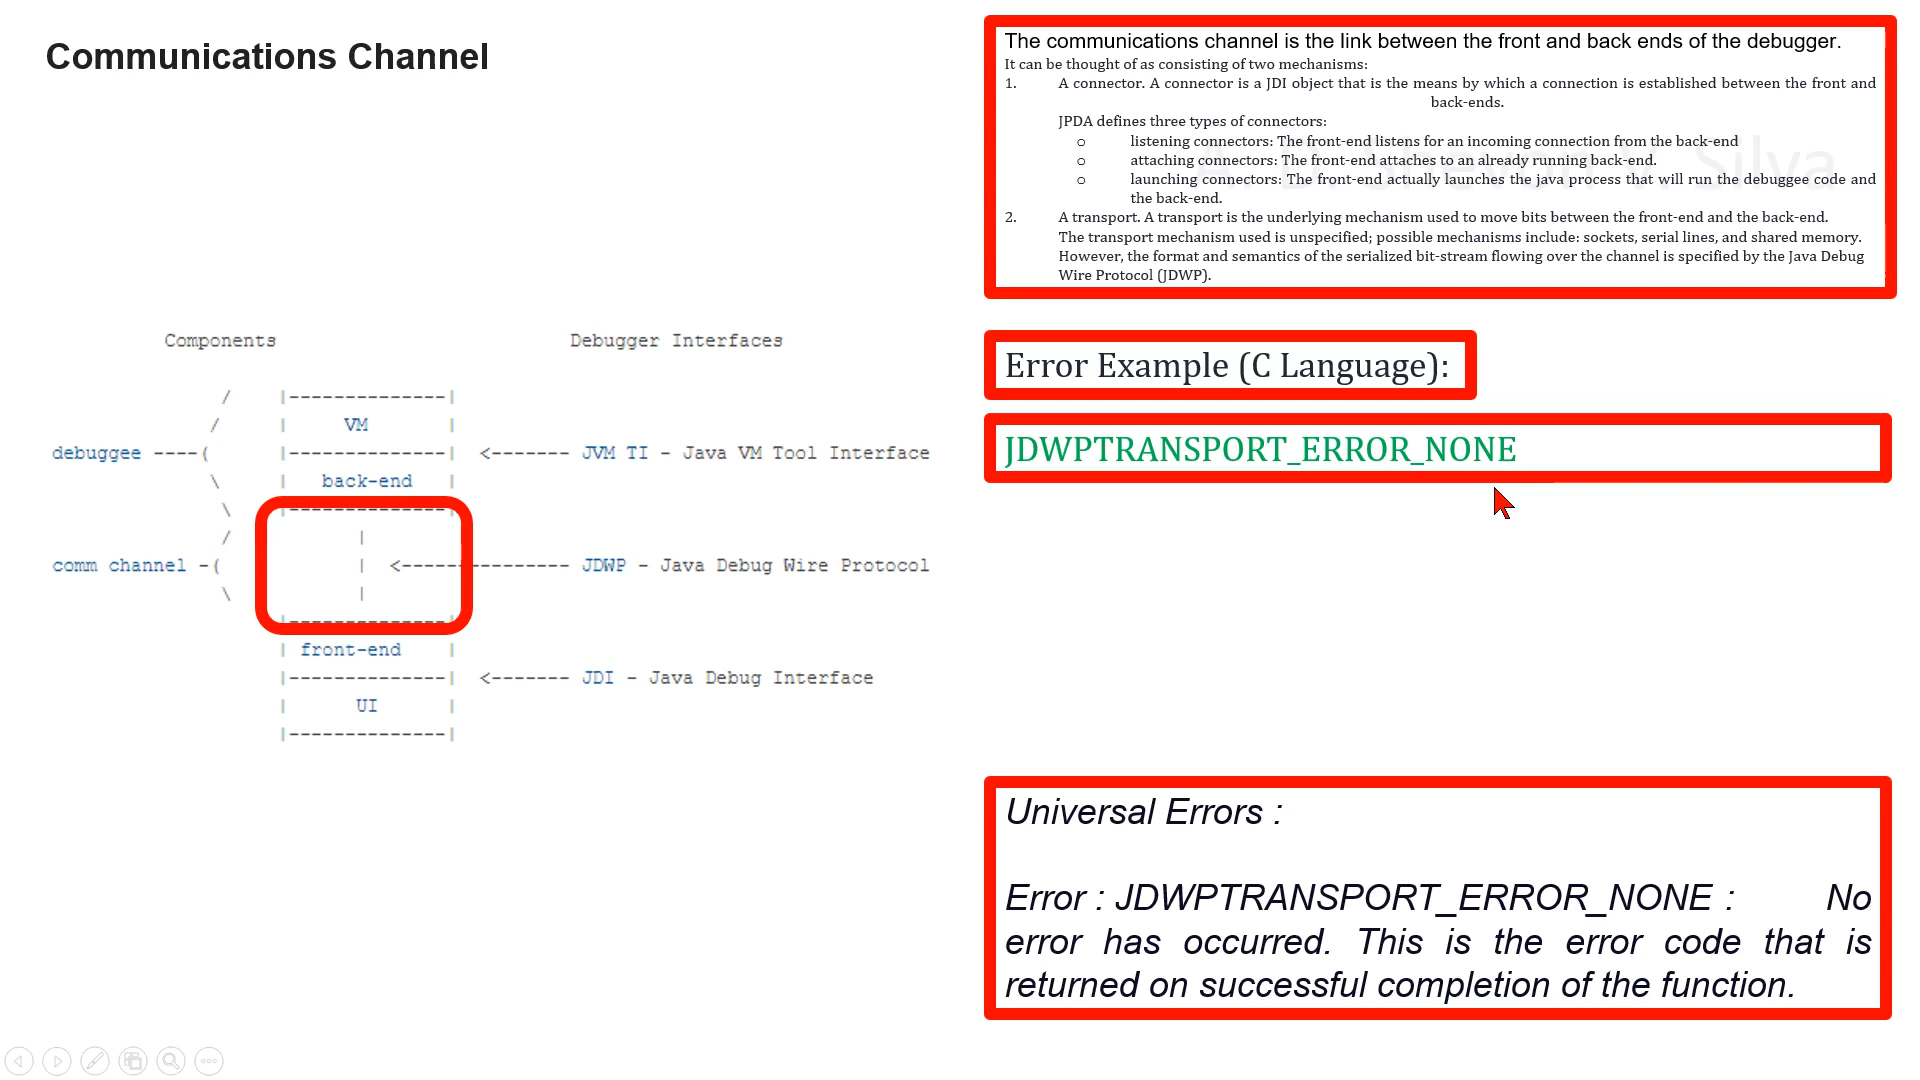 Communications Channel
The communications channel is the link between the front and back ends of the debugger.
It can be thought of as consisting of two mechanisms:
1. A connector. A connector is a JDI object that is the means by which a connection is established between the front and
back-ends.
JPDA defines three types of connectors:
o listening connectors: The front-end listens for an incoming connection from the back-end
o attaching connectors: The front-end attaches to an already running back-end.
o launching connectors: The front-end actually launches the java process that will run the debuggee code and
the back-end.
2. A transport. A transport is the underlying mechanism used to move bits between the front-end and the back-end.
The transport mechanism used is unspecified; possible mechanisms include: sockets, serial lines, and shared memory.
However, the format and semantics of the serialized bit-stream flowing over the channel is specified by the Java Debug
Wire Protocol (JDWP).
Components Debugger Interfaces
/ |--------------|
/ | VM |
debuggee ----( |--------------| <------- JVM TI - Java VM Tool Interface
\ | back-end |
\ |--------------|
/ |
comm channel -( | <--------------- JDWP - Java Debug Wire Protocol
\ |
|--------------|
| front-end |
|--------------| <------- JDI - Java Debug Interface
| UI |
|--------------|
Error Example (C Language):
JDWPTRANSPORT_ERROR_NONE
Universal Errors :
Error : JDWPTRANSPORT_ERROR_NONE : No
error has occurred. This is the error code that is
returned on successful completion of the function.